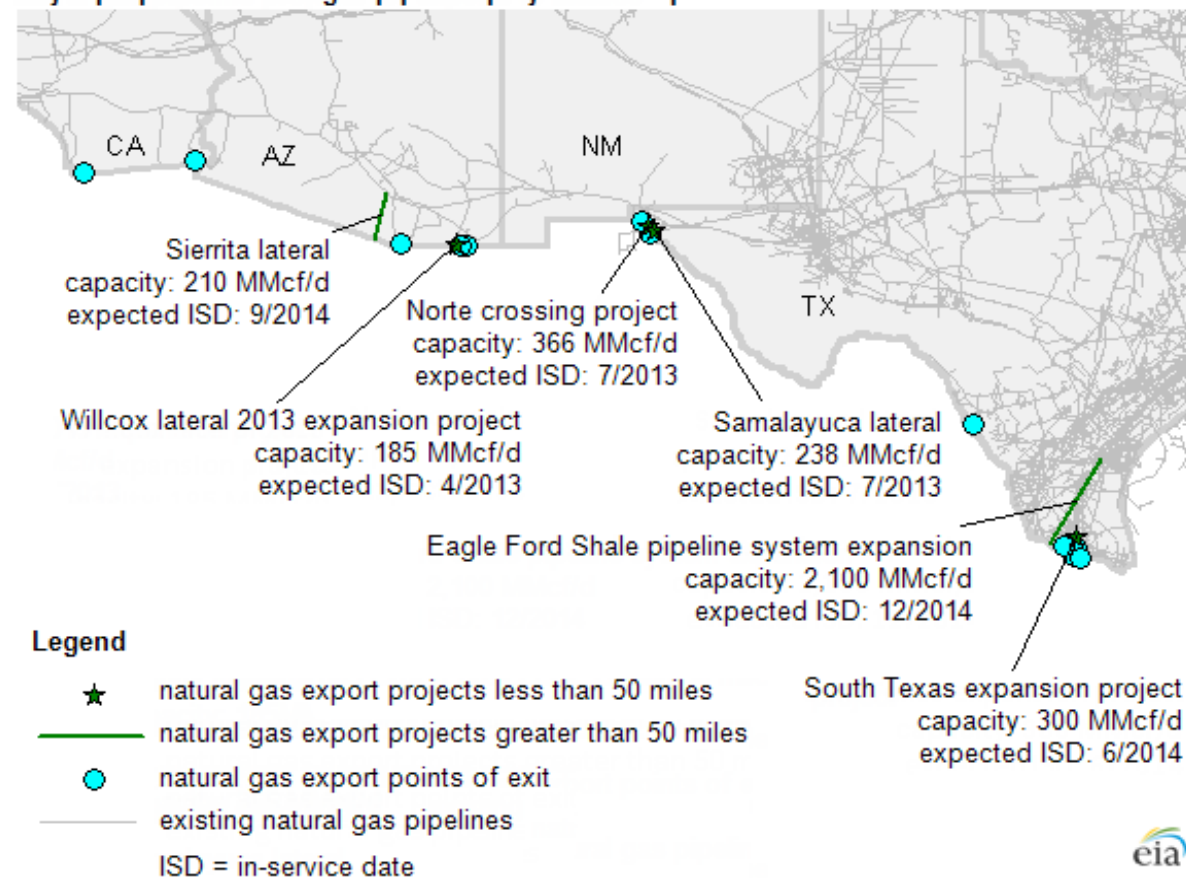 CA
AZ
NM
TX
Sierrita lateral
capacity: 210 MMcf/d
expected ISD: 9/2014
Norte crossing project
capacity: 366 MMcf/d
expected ISD: 7/2013
Willcox lateral 2013 expansion project
capacity: 185 MMcf/d
expected ISD: 4/2013
Samalayuca lateral
capacity: 238 MMcf/d
expected ISD: 7/2013
Eagle Ford Shale pipeline system expansion
capacity: 2,100 MMcf/d
expected ISD: 12/2014
South Texas expansion project
capacity: 300 MMcf/d
expected ISD: 6/2014
Legend
natural gas export projects less than 50 miles
natural gas export projects greater than 50 miles
natural gas export points of exit
existing natural gas pipelines
ISD = in-service date
eia